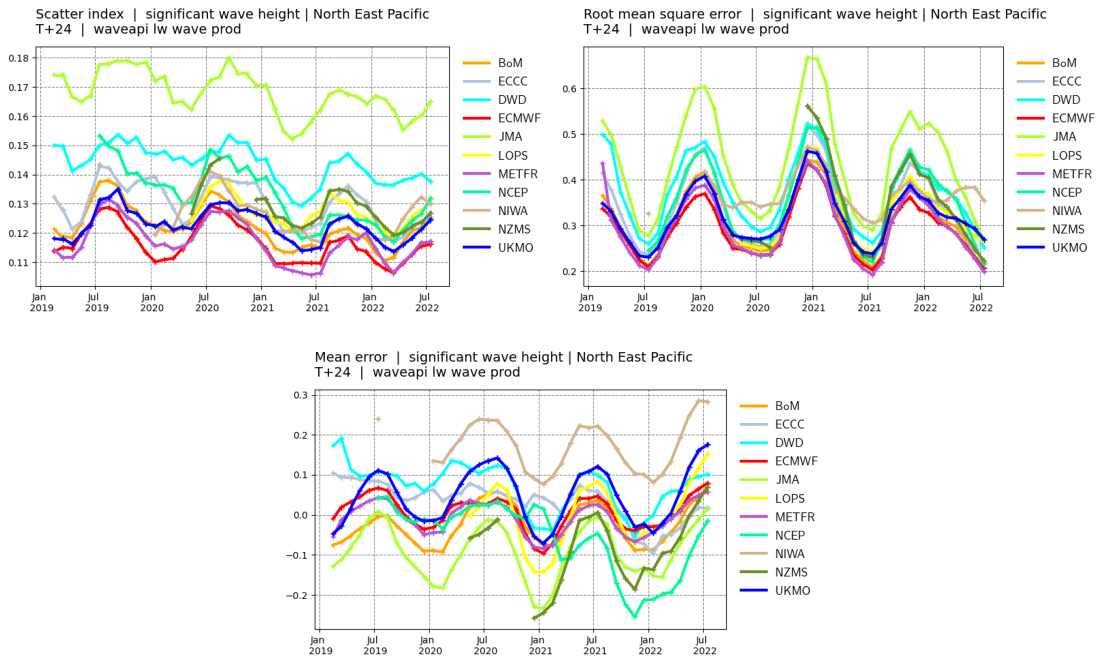 Scatter index | significant wave height | North East Pacific
T+24 | waveapi lw wave prod
0.18
0.17
0.16
0.15
0.14
0.13
0.12
0.11
Jan
2019
Jul
2019
Jan
2020
Jul
2020
Jan
2021
Jul
2021
Jan
2022
Jul
2022
BoM
ECCC
DWD
ECMWF
JMA
LOPS
METFR
NCEP
NIWA
NZMS
UKMO
Root mean square error | significant wave height | North East Pacific
T+24 | waveapi lw wave prod
0.6
0.5
0.4
0.3
0.2
Jan
2019
Jul
2019
Jan
2020
Jul
2020
Jan
2021
Jul
2021
Jan
2022
Jul
2022
BoM
ECCC
DWD
ECMWF
JMA
LOPS
METFR
NCEP
NIWA
NZMS
UKMO
Mean error | significant wave height | North East Pacific
T+24 | waveapi lw wave prod
0.3
0.2
0.1
0.0
−0.1
−0.2
Jan
2019
Jul
2019
Jan
2020
Jul
2020
Jan
2021
Jul
2021
Jan
2022
Jul
2022
BoM
ECCC
DWD
ECMWF
JMA
LOPS
METFR
NCEP
NIWA
NZMS
UKMO